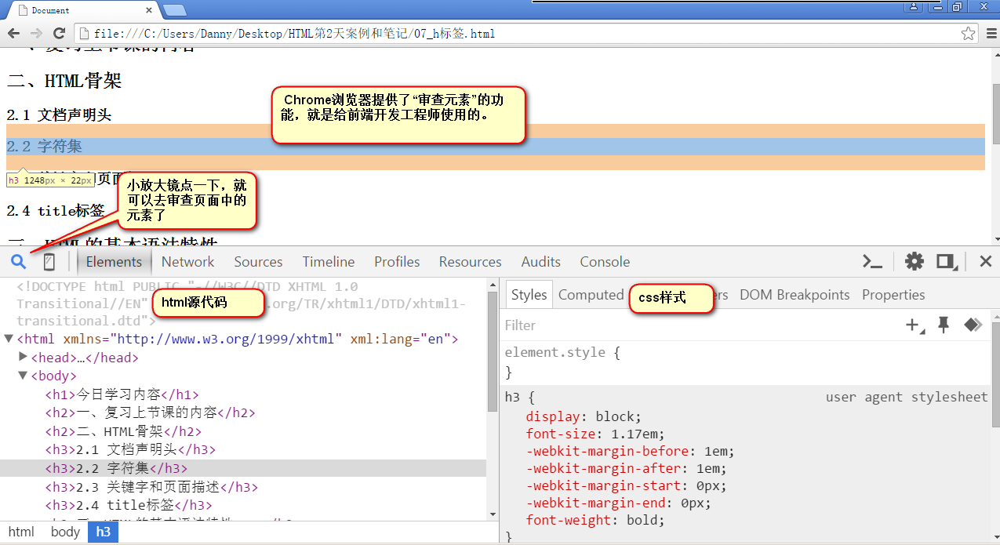 Document
file:///C:/Users/Danny/Desktop/HTML第2天案例和笔记/07_h标签.html
二、HTML骨架
2.1 文档声明头
Chrome浏览器提供了“审查元素”的功
能，就是给前端开发工程师使用的。
2.2 字符集
h3 1248px × 22px
小放大镜点一下，就
可以去审查页面中的
元素了
2.4 title标签
三、HTML的基本语法特性
Elements Network Sources Timeline Profiles Resources Audits Console
<!DOCTYPE html PUBLIC "-//W3C//DTD XHTML 1.0
Transitional//EN" .org/TR/xhtml1/DTD/xhtml1-
transitional.dtd">
html源代码
<html xmlns="http://www.w3.org/1999/xhtml" xml:lang="en">
<head>…</head>
<body>
<h1>今日学习内容</h1>
<h2>一、复习上节课的内容</h2>
<h2>二、HTML骨架</h2>
<h3>2.1 文档声明头</h3>
<h3>2.2 字符集</h3>
<h3>2.3 关键字和页面描述</h3>
<h3>2.4 title标签</h3>
html body h3
Styles Computed DOM Breakpoints Properties
css样式
Filter
element.style {
}
h3 { user agent stylesheet
display: block;
font-size: 1.17em;
-webkit-margin-before: 1em;
-webkit-margin-after: 1em;
-webkit-margin-start: 0px;
-webkit-margin-end: 0px;
font-weight: bold;
}